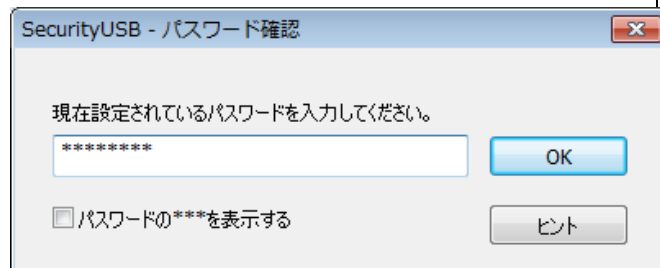 SecurityUSB - パスワード確認
現在設定されているパスワードを入力してください。
********
OK
パスワードの***を表示する
ヒント